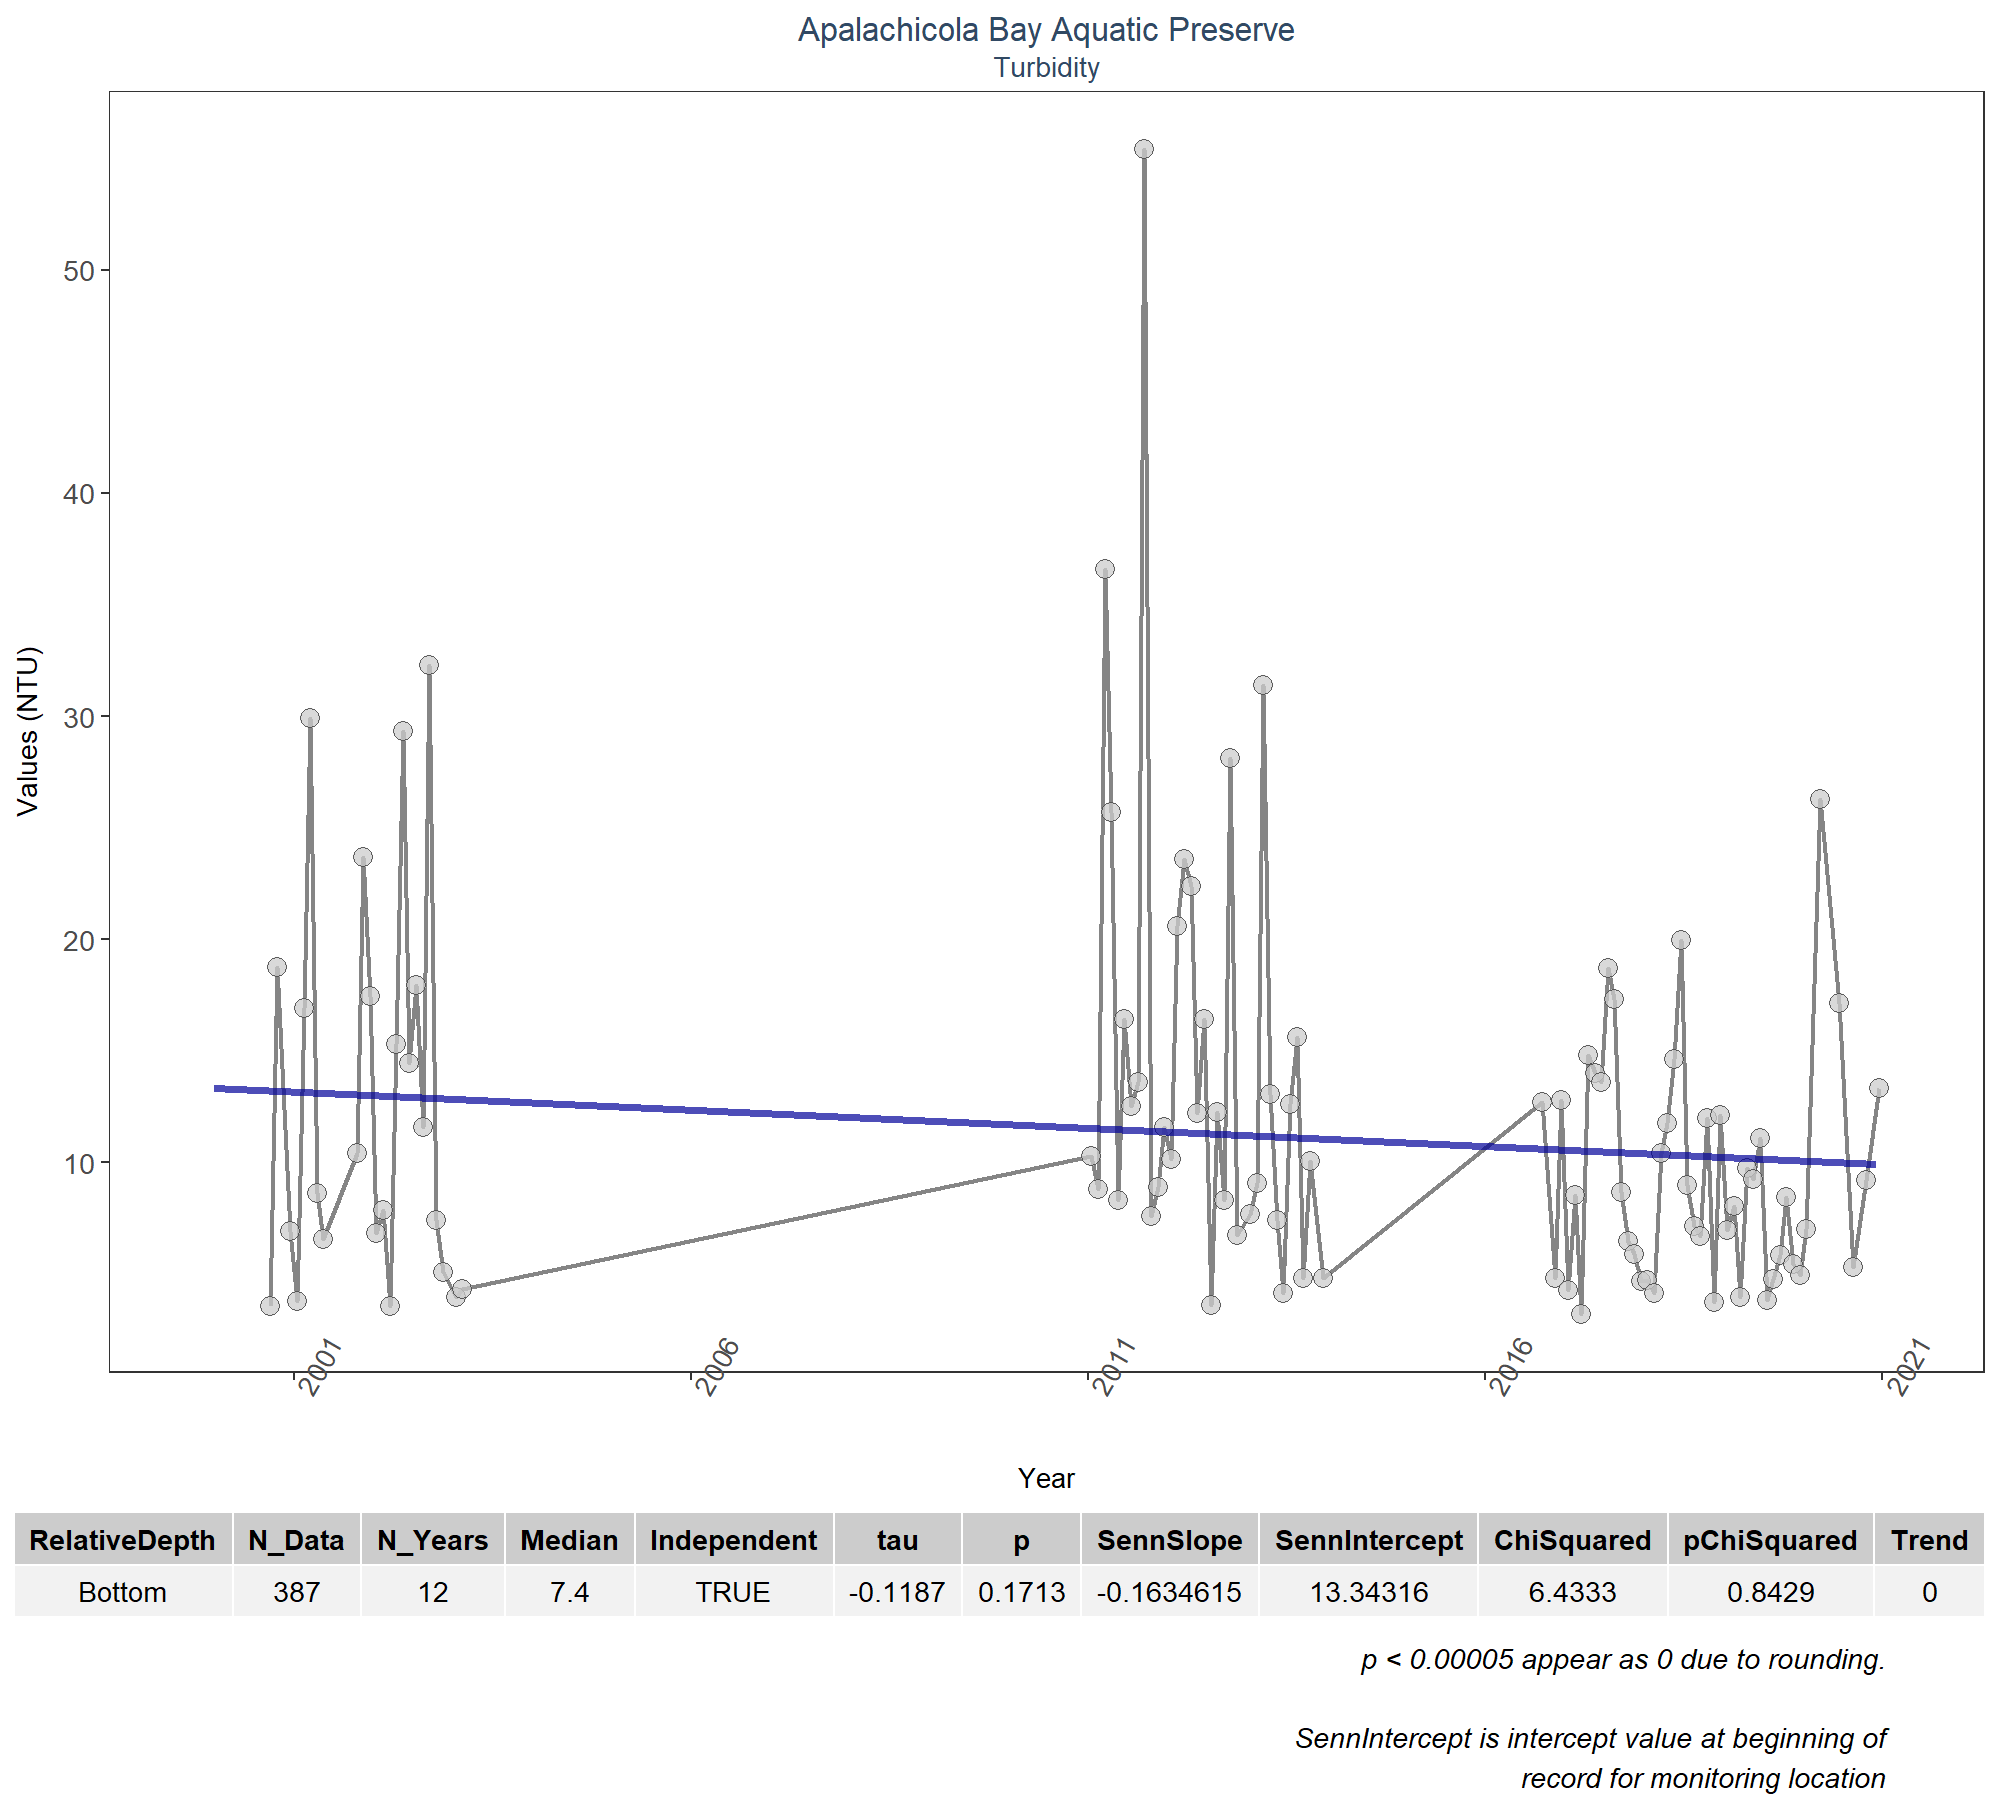 Apalachicola Bay Aquatic Preserve
Turbidity
Values (NTU)
50
40
30
20
10
2001 2006 2011 2016 2021
Year
RelativeDepth N_Data N_Years Median Independent tau p SennSlope SennIntercept ChiSquared pChiSquared Trend
Bottom 387 12 7.4 TRUE -0.1187 0.1713 -0.1634615 13.34316 6.4333 0.8429 0
p < 0.00005 appear as 0 due to rounding.
SennIntercept is intercept value at beginning of
record for monitoring location